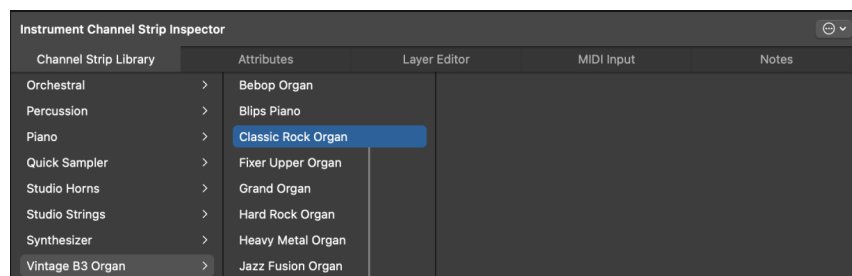 Instrument Channel Strip Inspector
Channel Strip Library Attributes Layer Editor MIDI Input Notes
Orchestral Bebop Organ
Percussion Blips Piano
Piano Classic Rock Organ
Quick Sampler Fixer Upper Organ
Studio Horns Grand Organ
Studio Strings Hard Rock Organ
Synthesizer Heavy Metal Organ
Vintage B3 Organ Jazz Fusion Organ